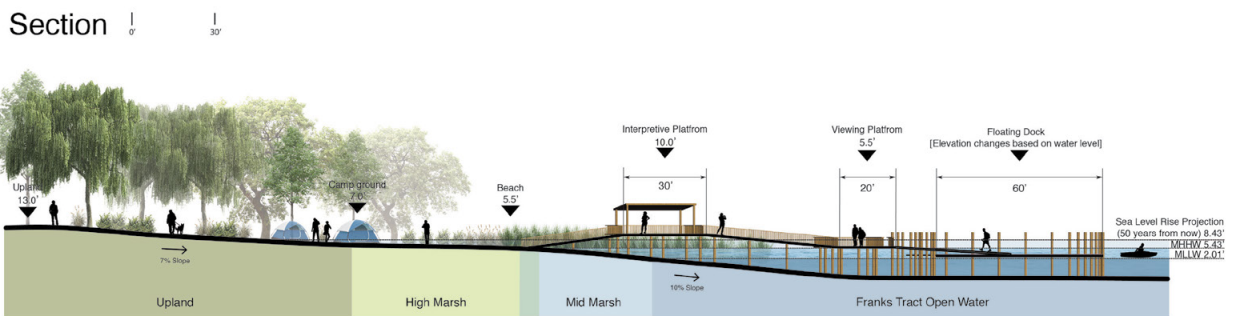 Section
0'
30'
Interpretive Platfrom
10.0'
Viewing Platfrom
5.5'
Floating Dock
[Elevation changes based on water level]
Upland
13.0'
Camp ground
7.0'
Beach
5.5'
30'
20'
60'
Sea Level Rise Projection
(50 years from now) 8.43'
MHHW 5.43'
MLLW 2.01'
7% Slope
10% Slope
Upland
High Marsh
Mid Marsh
Franks Tract Open Water